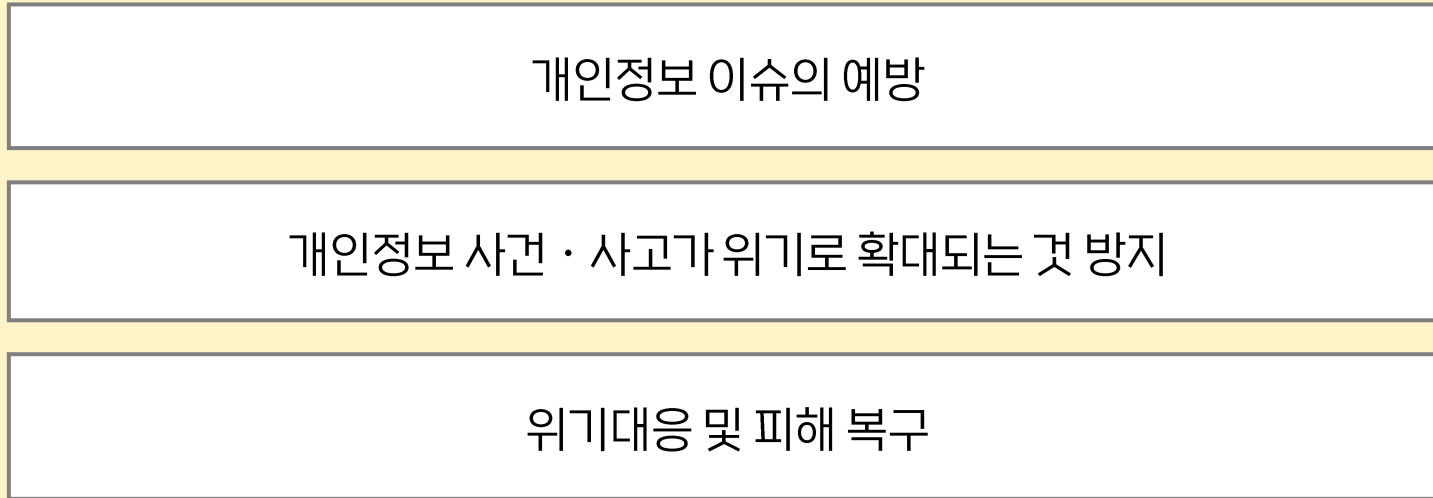 개인정보 이슈의 예방
개인정보 사건 · 사고가 위기로 확대되는 것 방지
위기대응 및 피해 복구